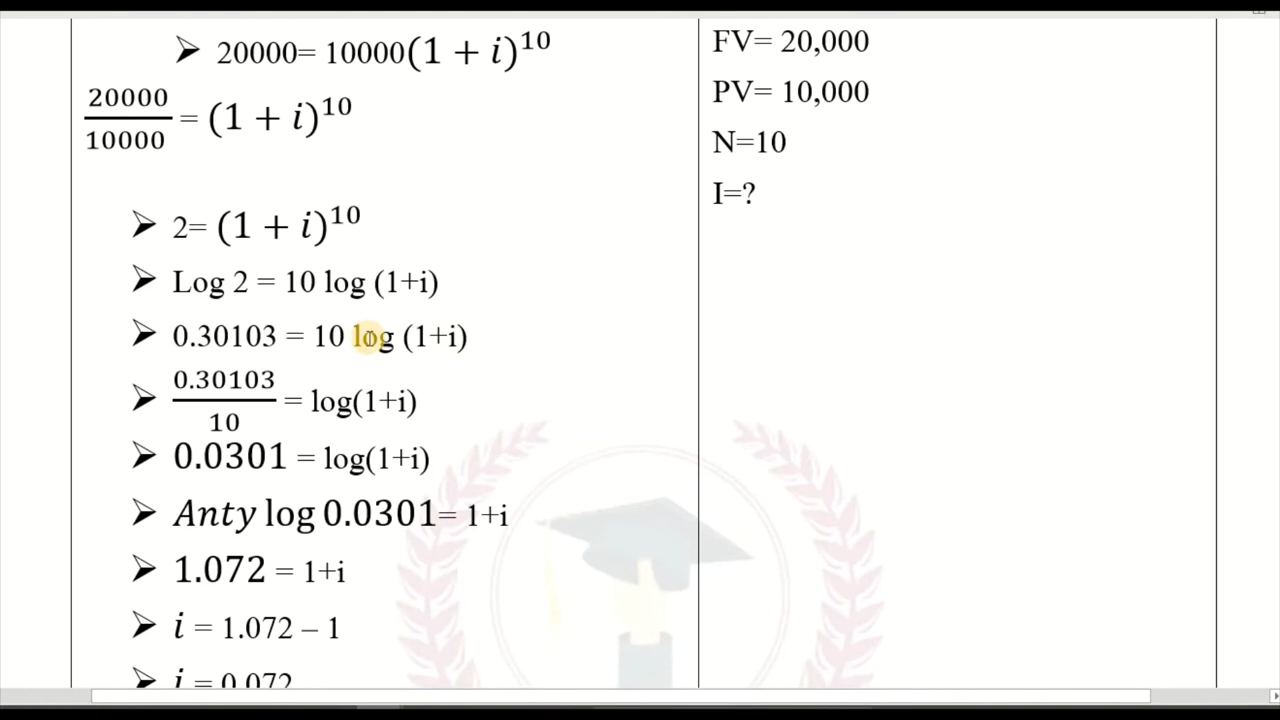 ➢ 20000= 10000(1 + i)^10
20000/10000 = (1 + i)^10
➢ 2= (1 + i)^10
➢ Log 2 = 10 log (1+i)
➢ 0.30103 = 10 log (1+i)
➢ 0.30103/10 = log(1+i)
➢ 0.0301 = log(1+i)
➢ Anty log 0.0301= 1+i
➢ 1.072 = 1+i
➢ i = 1.072 – 1
➢ i = 0.072
FV= 20,000
PV= 10,000
N=10
I=?